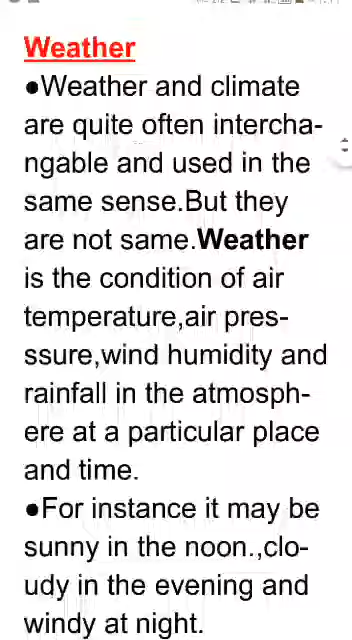 Weather
●Weather and climate
are quite often intercha-
ngable and used in the
same sense.But they
are not same.Weather
is the condition of air
temperature,air pres-
ssure,wind humidity and
rainfall in the atmosph-
ere at a particular place
and time.
●For instance it may be
sunny in the noon.,clo-
udy in the evening and
windy at night.